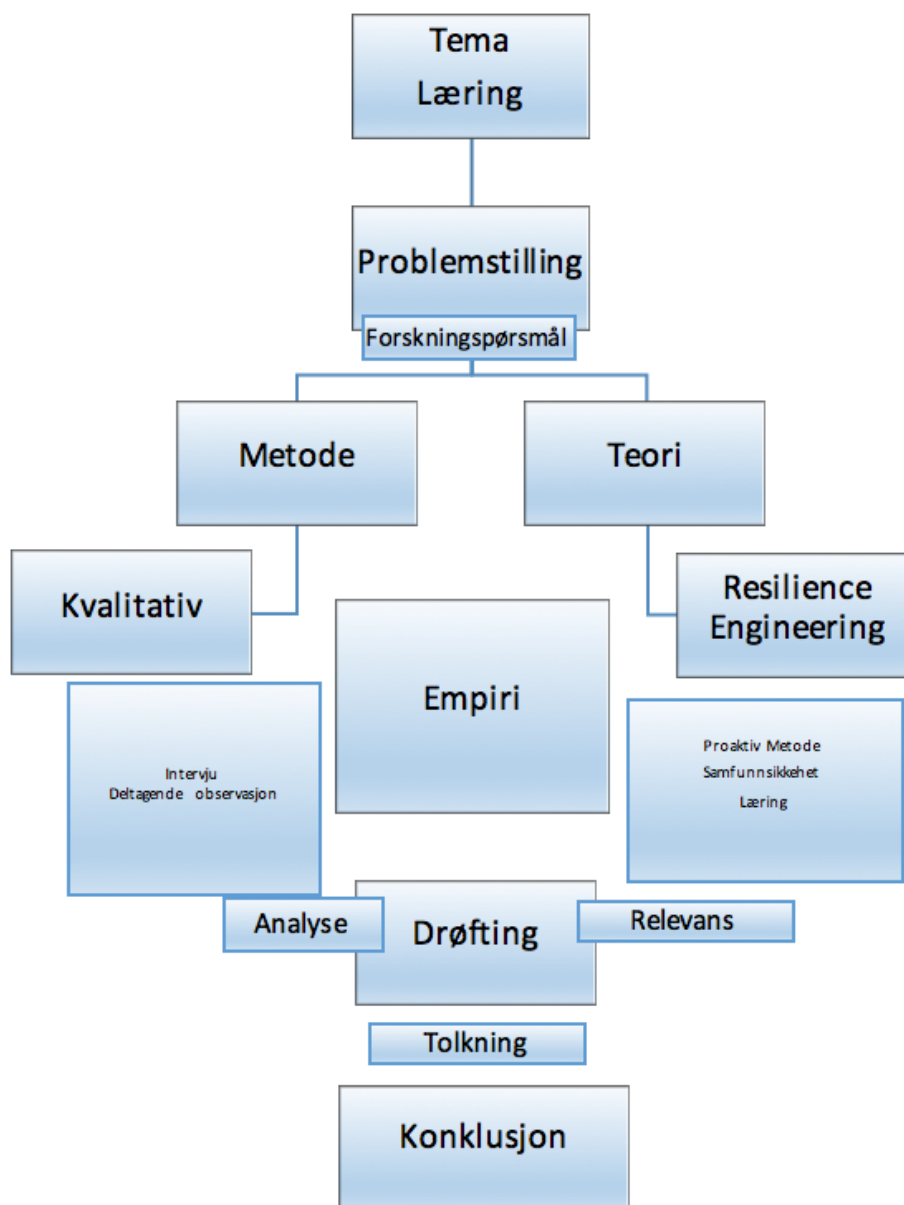 Tema
Læring
Problemstilling
Forskningspørsmål
Metode
Teori
Kvalitativ
Resilience
Engineering
Empiri
Intervju
Deltagende observasjon
Proaktiv Metode
Samfunnsikkehet
Læring
Analyse
Drøfting
Relevans
Tolkning
Konklusjon